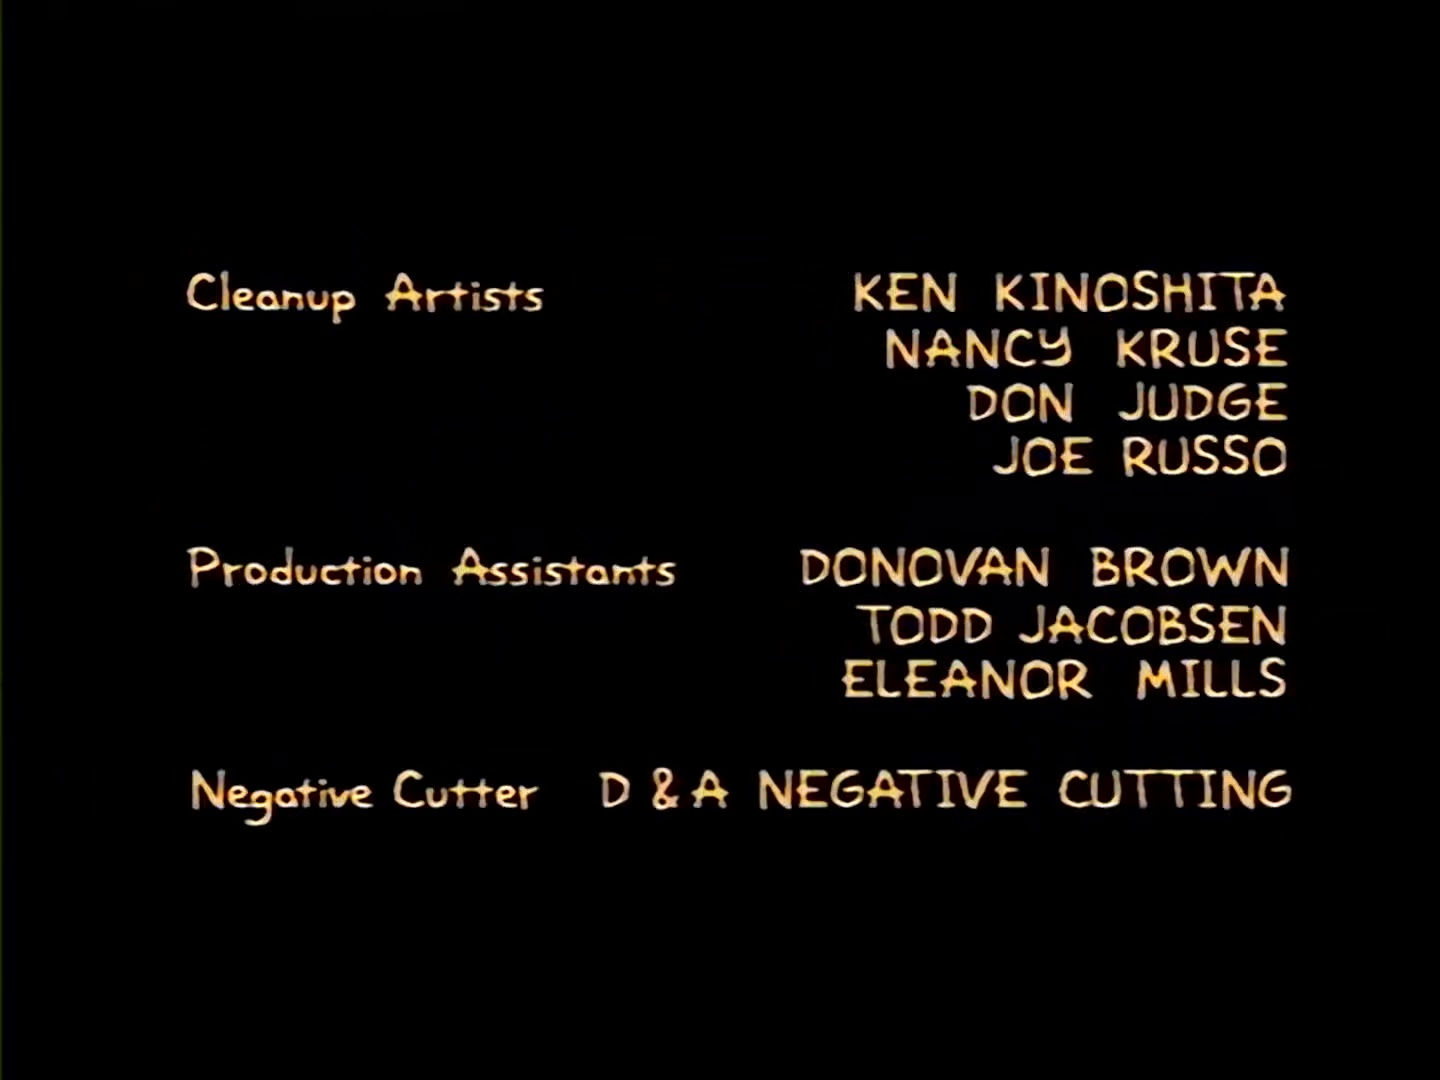 Cleanup Artists KEN KINOSHITA
NANCY KRUSE
DON JUDGE
JOE RUSSO
Production Assistants DONOVAN BROWN
TODD JACOBSEN
ELEANOR MILLS
Negative Cutter D & A NEGATIVE CUTTING